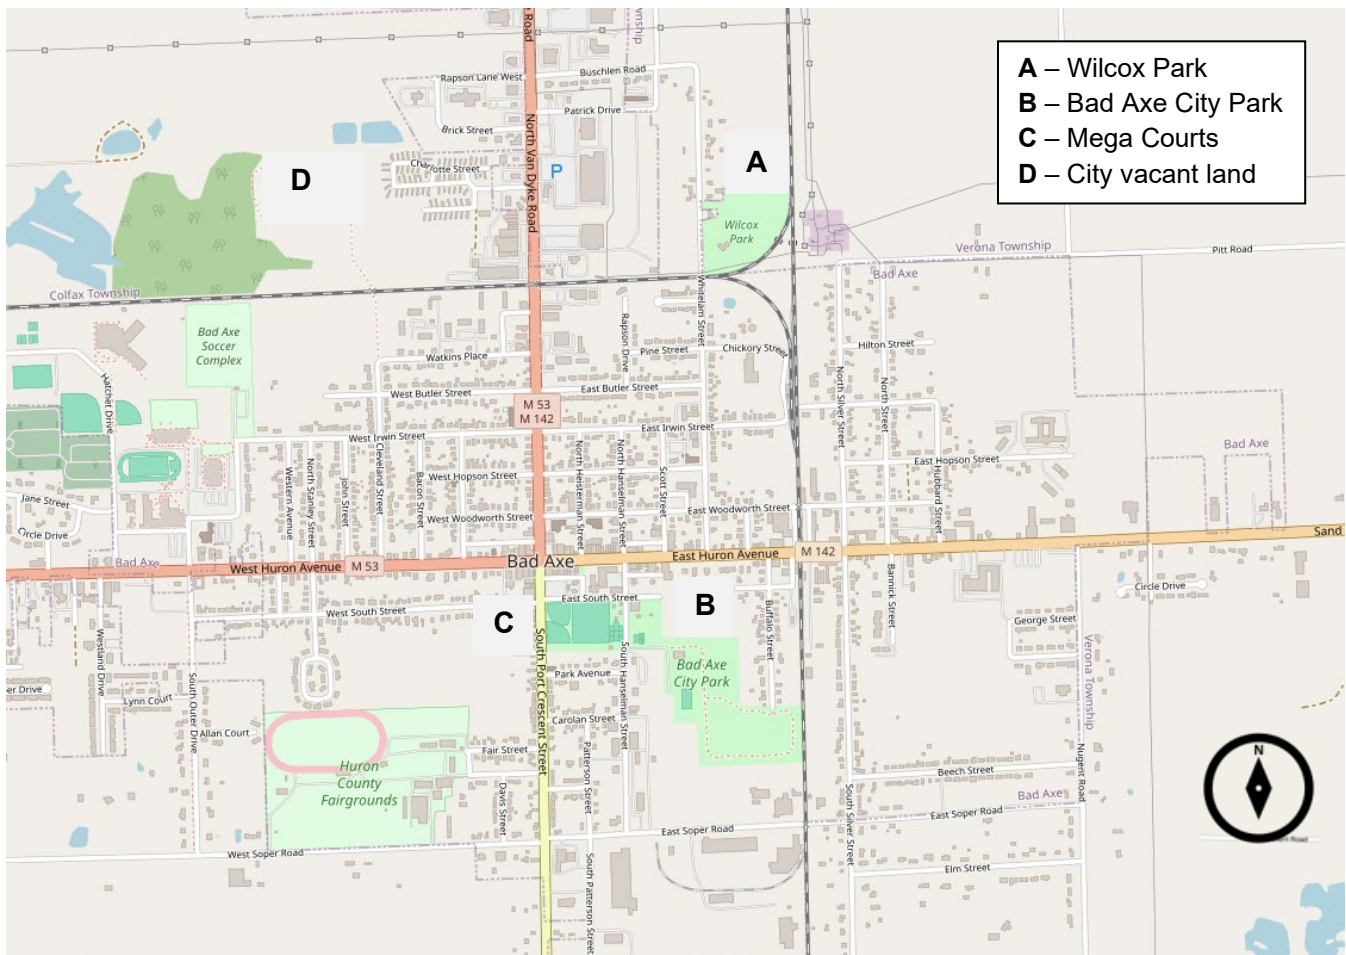 A – Wilcox Park
B – Bad Axe City Park
C – Mega Courts
D – City vacant land
Road
wnship
Rapson Lane West
Buschlen Road
Patrick Drive
Brick Street
North Van Dyke Road
Charlotte Street
P
A
D
Wilcox
Park
Verona Township
Pitt Road
Bad Axe
Colfax Township
Whitelam Street
Bad Axe
Soccer
Complex
Rapson Drive
Pine Street
Chickory Street
Hilton Street
Watkins Place
Hatchet Drive
West Butler Street
East Butler Street
North Silver Street
North Street
M 53
M 142
West Irwin Street
East Irwin Street
Bad Axe
Cleveland Street
North Heisterman Street
North Hanselman Street
Scott Street
East Hopson Street
Hubbard Street
Western Avenue
North Stanley Street
John Street
Bacon Street
West Hopson Street
Jane Street
Circle Drive
West Woodworth Street
East Woodworth Street
Sand
Bad Axe
West Huron Avenue
M 53
Bad Axe
East Huron Avenue
M 142
Bannick Street
Circle Drive
East South Street
B
C
West South Street
Buffalo Street
George Street
Westland Drive
South Outer Drive
South Port Crescent Street
South Hanselman Street
Bad Axe
City Park
Park Avenue
Verona Township
er Drive
Lynn Court
Allan Court
Carolan Street
Patterson Street
Fair Street
Huron
County
Fairgrounds
Davis Street
Beech Street
Nugent Road
N
Bad Axe
South Silver Street
East Soper Road
East Soper Road
West Soper Road
South Patterson Street
Elm Street